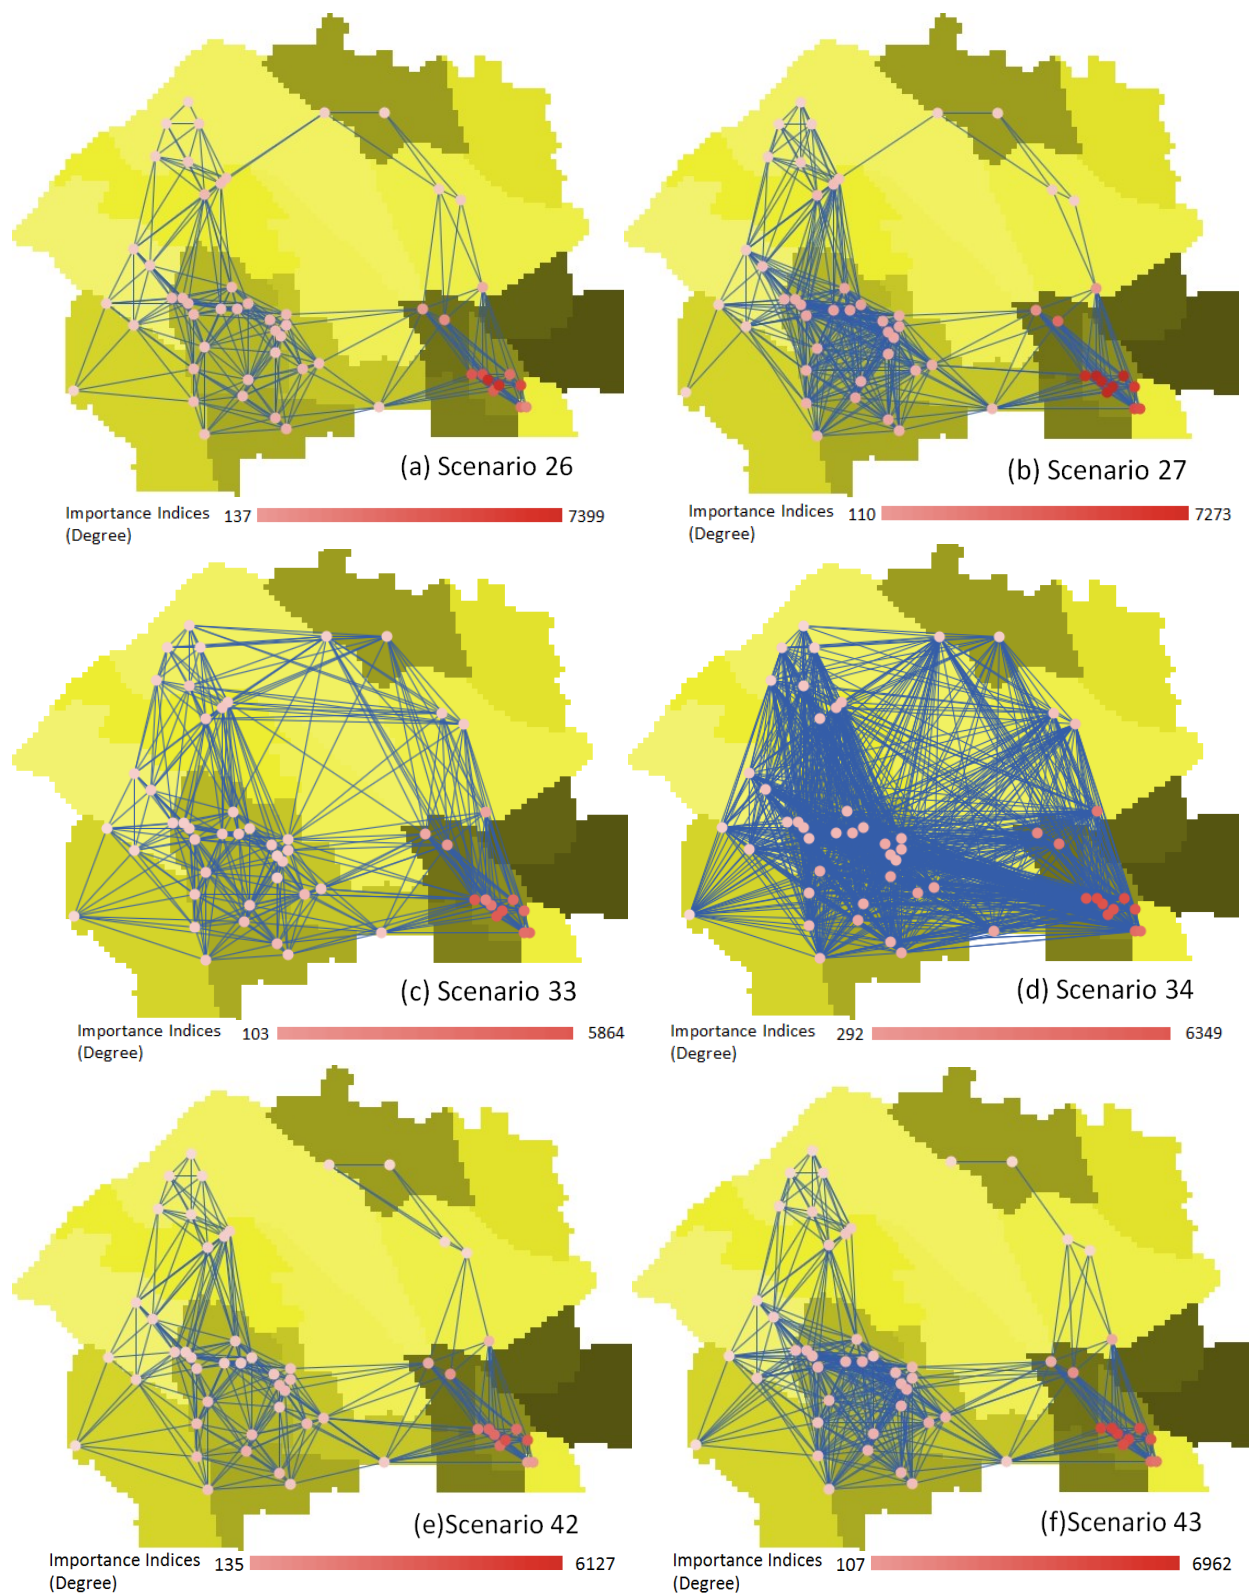 (a) Scenario 26
(b) Scenario 27
Importance Indices 137 7399
(Degree)
Importance Indices 110 7273
(Degree)
(c) Scenario 33
(d) Scenario 34
Importance Indices 103 5864
(Degree)
Importance Indices 292 6349
(Degree)
(e)Scenario 42
(f)Scenario 43
Importance Indices 135 6127
(Degree)
Importance Indices 107 6962
(Degree)